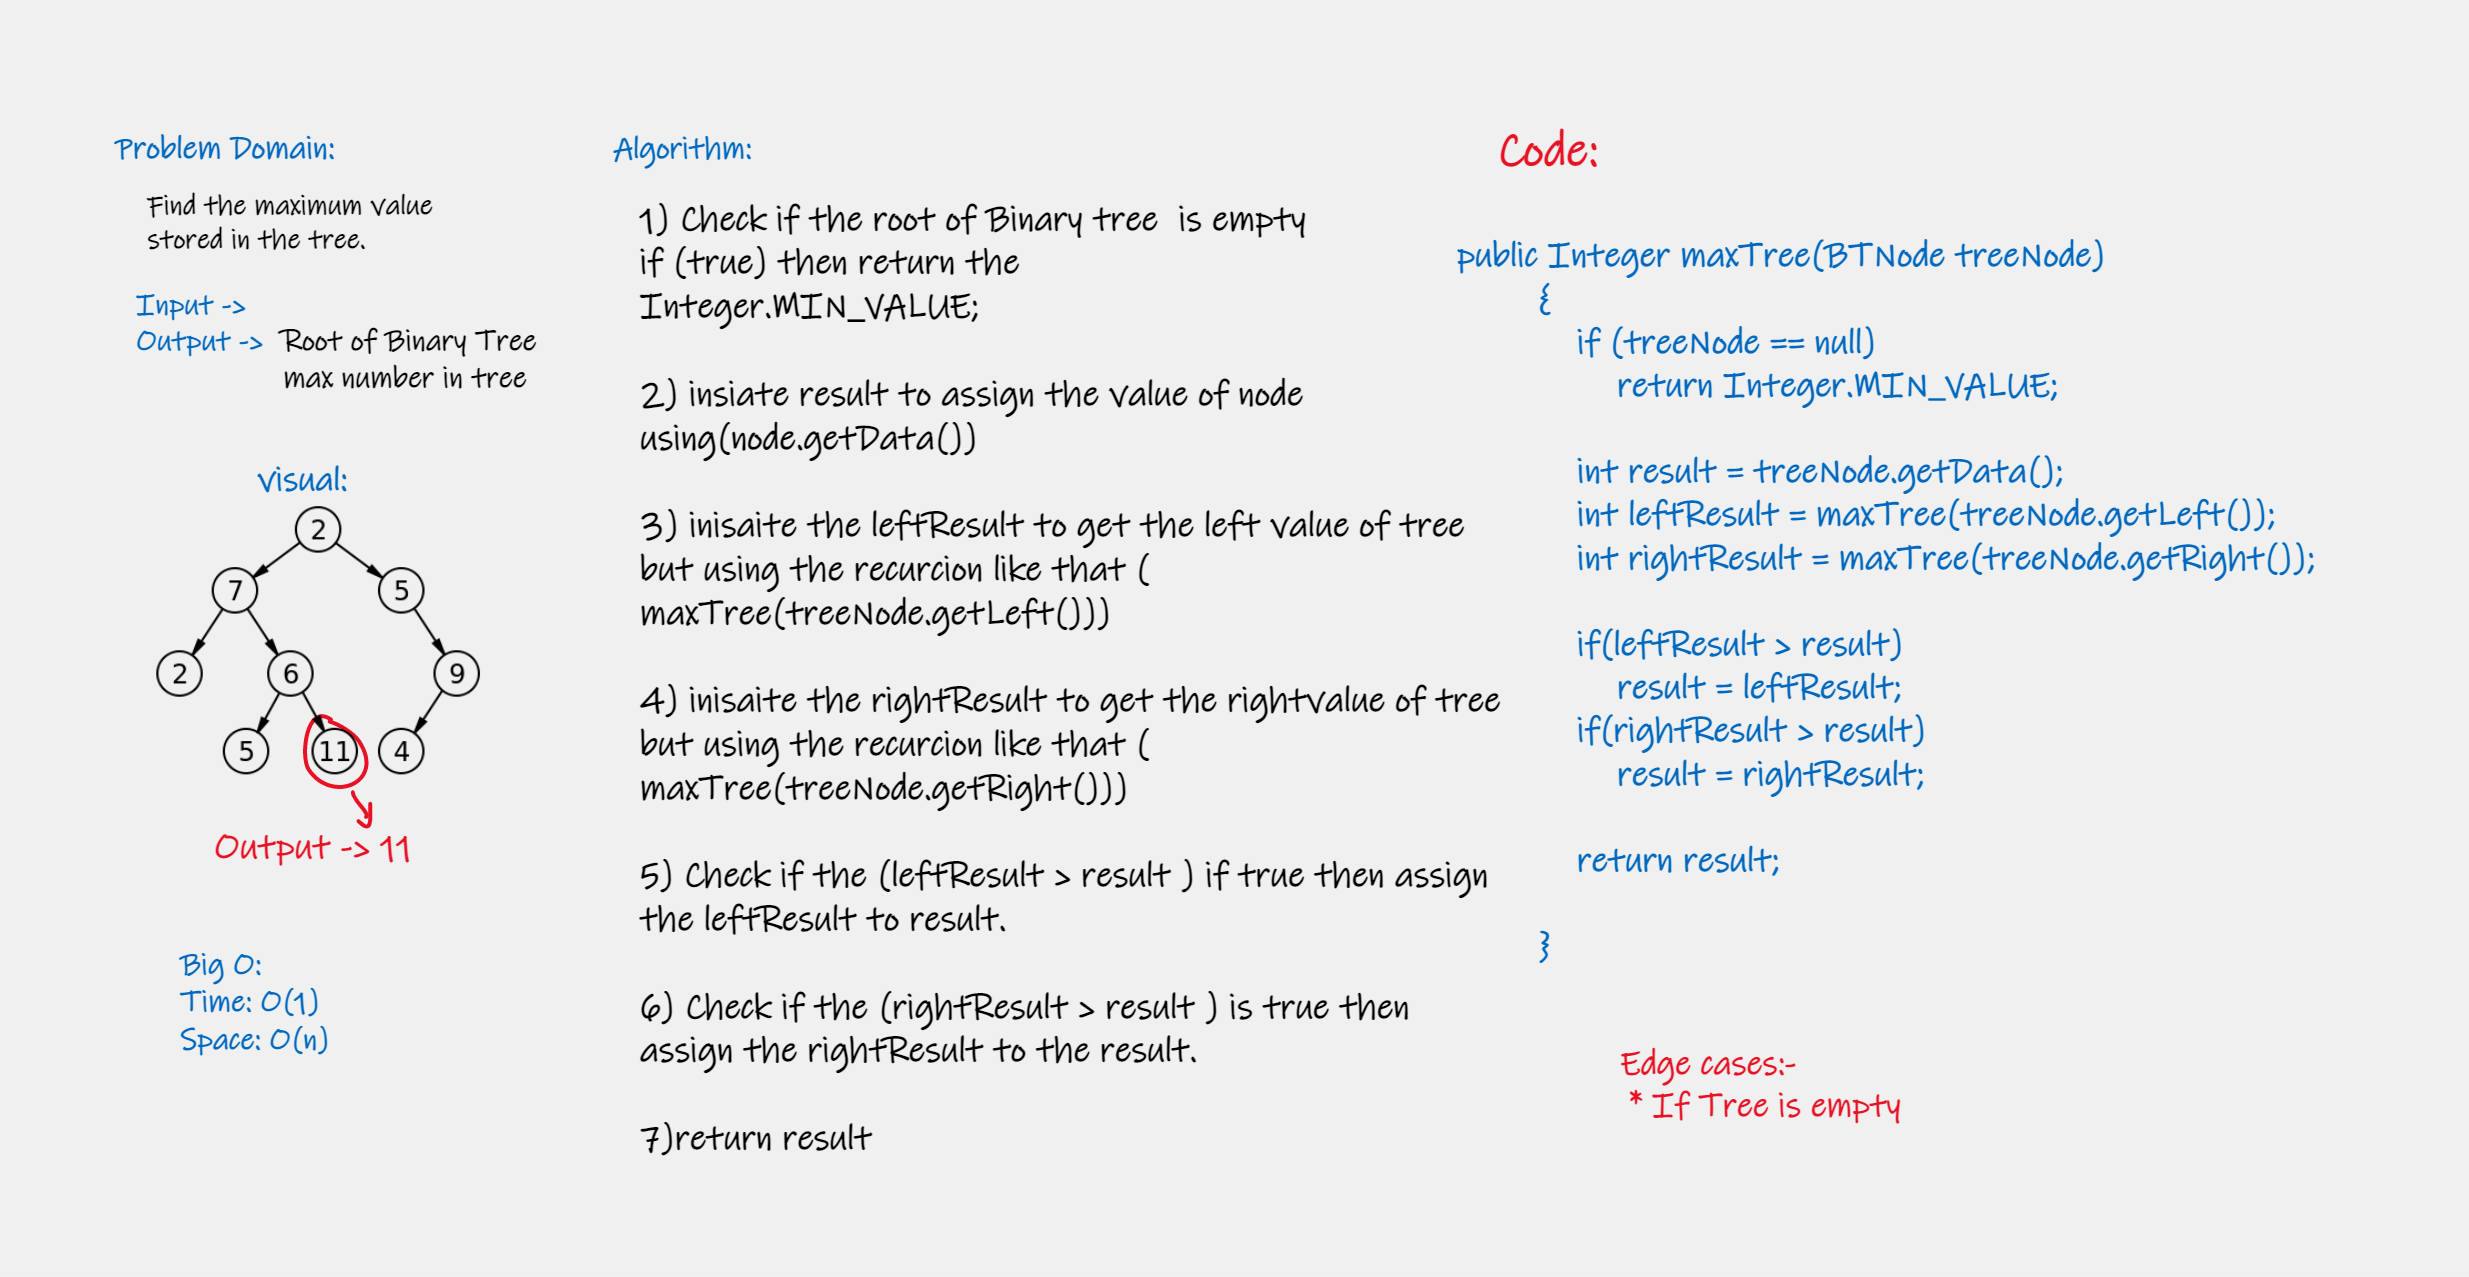 Problem Domain:
Find the maximum value
stored in the tree.
Input ->
Output -> Root of Binary Tree
max number in tree
visual:
2
7 5
2 6 9
5 11 4
Output -> 11
Big O:
Time: O(1)
Space: O(n)
Algorithm:
1) Check if the root of Binary tree is empty
if (true) then return the
Integer.MIN_VALUE;
2) insiate result to assign the value of node
using(node.getData())
3) inisaite the leftResult to get the left value of tree
but using the recurcion like that (
maxTree(treeNode.getLeft()))
4) inisaite the rightResult to get the rightvalue of tree
but using the recurcion like that (
maxTree(treeNode.getRight()))
5) Check if the (leftResult > result ) if true then assign
the leftResult to result.
6) Check if the (rightResult > result ) is true then
assign the rightResult to the result.
7)return result
Code:
public Integer maxTree(BTNode treeNode)
{
if (treeNode == null)
return Integer.MIN_VALUE;
int result = treeNode.getData();
int leftResult = maxTree(treeNode.getLeft());
int rightResult = maxTree(treeNode.getRight());
if(leftResult > result)
result = leftResult;
if(rightResult > result)
result = rightResult;
return result;
}
Edge cases:-
* If Tree is empty